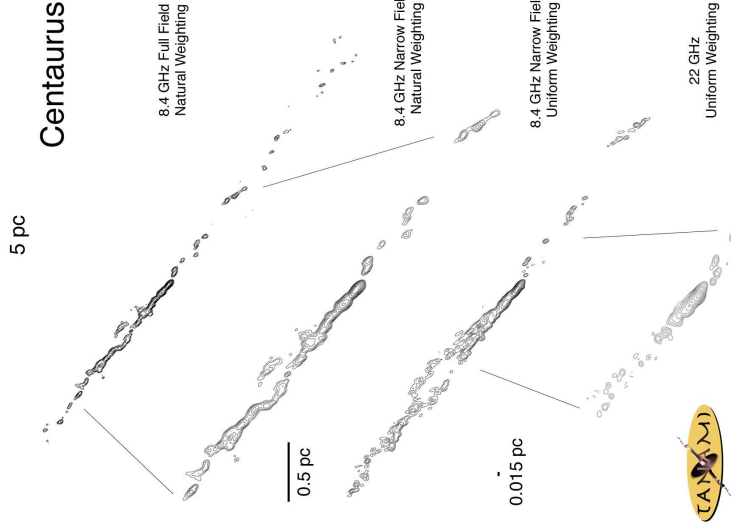 5 pc
Centaurus
8.4 GHz Full Field
Natural Weighting
8.4 GHz Narrow Fiel
Natural Weighting
0.5 pc
8.4 GHz Narrow Fiel
Uniform Weighting
0.015 pc
22 GHz
Uniform Weighting
TANAMI